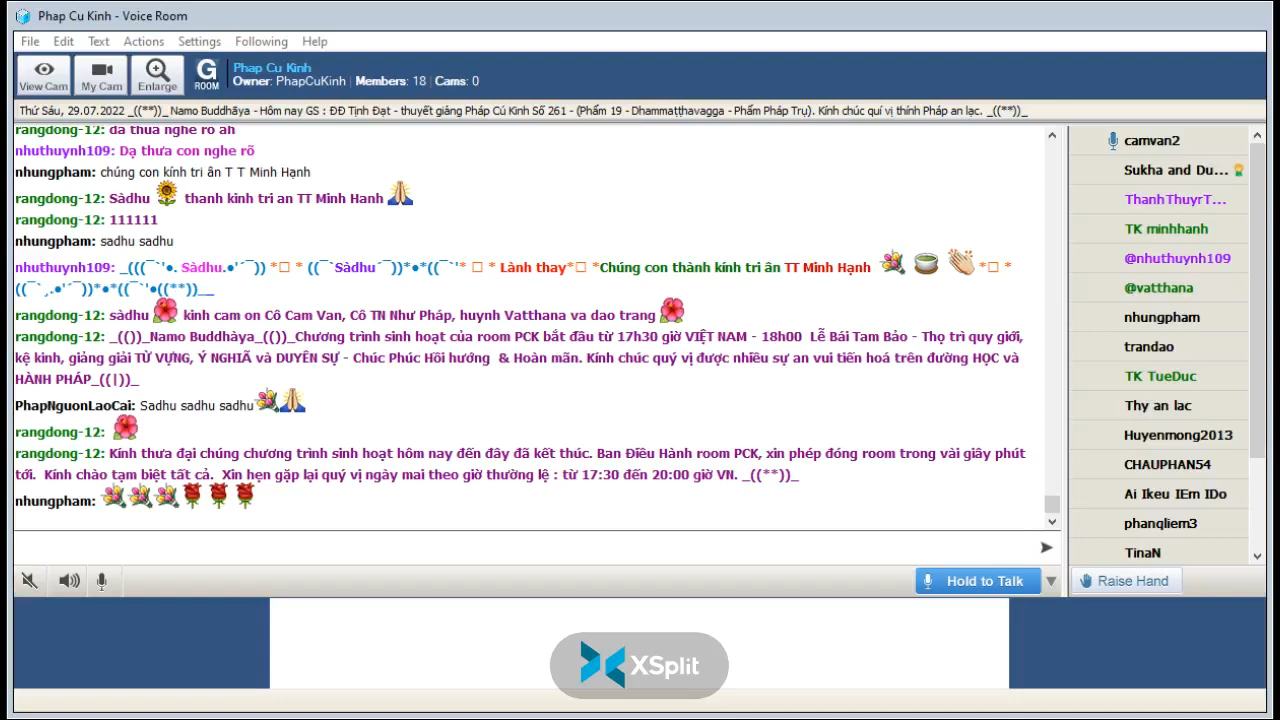 Phap Cu Kinh - Voice Room
File Edit Text Actions Settings Following Help
View Cam My Cam Enlarge G ROOM Phap Cu Kinh
Owner: PhapCuKinh | Members: 18 | Cams: 0
Thứ Sáu, 29.07.2022 _((**))_ Namo Buddhāya - Hôm nay GS : ĐĐ Tịnh Đạt - thuyết giảng Pháp Cú Kinh Số 261 - (Phẩm 19 - Dhammaṭṭhavagga - Phẩm Pháp Trụ). Kính chúc quí vị thính Pháp an lạc. _((**))_
rangdong-12: da thua nghe ro ah
nhuthuynh109: Dạ thưa con nghe rõ
nhungpham: chúng con kính tri ân T T Minh Hạnh
rangdong-12: Sàdhu thanh kinh tri an TT Minh Hanh
rangdong-12: 111111
nhungpham: sadhu sadhu
nhuthuynh109: _(((¯`'•. Sàdhu.•'´¯)) *□ * ((¯`Sàdhu´¯))*•*((¯`'* □ * Lành thay*□ *Chúng con thành kính tri ân TT Minh Hạnh *□ *
((¯`¸.•'´¯))*•*((¯`'•((**))__
rangdong-12: sàdhu kinh cam on Cô Cam Van, Cô TN Như Pháp, huynh Vatthana va dao trang
rangdong-12: _(())_Namo Buddhàya_(())_Chương trình sinh hoạt của room PCK bắt đầu từ 17h30 giờ VIỆT NAM - 18h00 Lễ Bái Tam Bảo - Thọ trì quy giới,
kệ kinh, giảng giải TỪ VỰNG, Ý NGHIÃ và DUYÊN SỰ - Chúc Phúc Hồi hướng & Hoàn mãn. Kính chúc quý vị được nhiều sự an vui tiến hoá trên đường HỌC và
HÀNH PHÁP_((|))_
PhapNguonLaoCai: Sadhu sadhu sadhu
rangdong-12:
rangdong-12: Kính thưa đại chúng chương trình sinh hoạt hôm nay đến đây đã kết thúc. Ban Điều Hành room PCK, xin phép đóng room trong vài giây phút
tới. Kính chào tạm biệt tất cả. Xin hẹn gặp lại quý vị ngày mai theo giờ thường lệ : từ 17:30 đến 20:00 giờ VN. _((**))_
nhungpham:
camvan2
Sukha and Du...
ThanhThuyrT...
TK minhhanh
@nhuthuynh109
@vatthana
nhungpham
trandao
TK TueDuc
Thy an lac
Huyenmong2013
CHAUPHAN54
Ai Ikeu IEm IDo
phanqliem3
TinaN
Hold to Talk
Raise Hand
XSplit